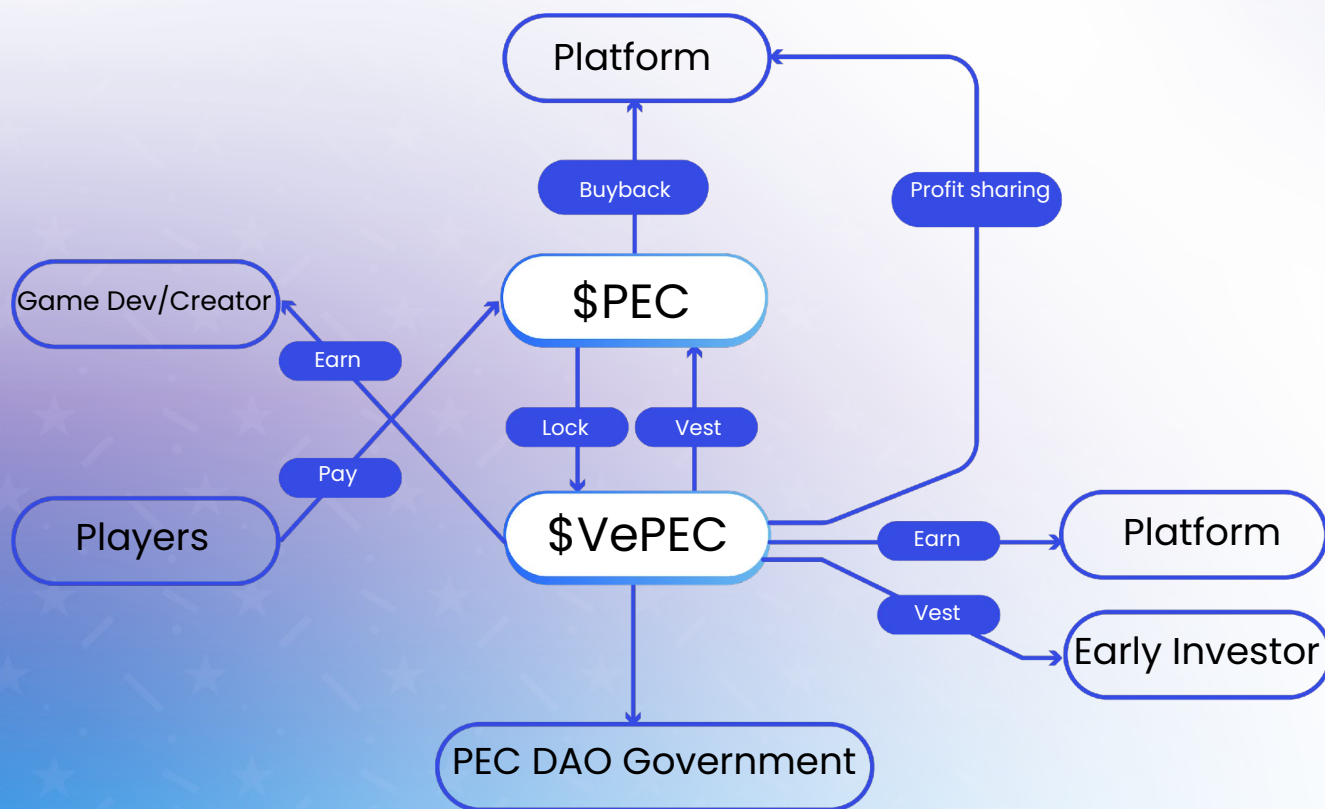 Platform
Buyback
Profit sharing
Game Dev/Creator
$PEC
Earn
Lock
Vest
Pay
Players
$VePEC
Earn
Platform
Vest
Early Investor
PEC DAO Government